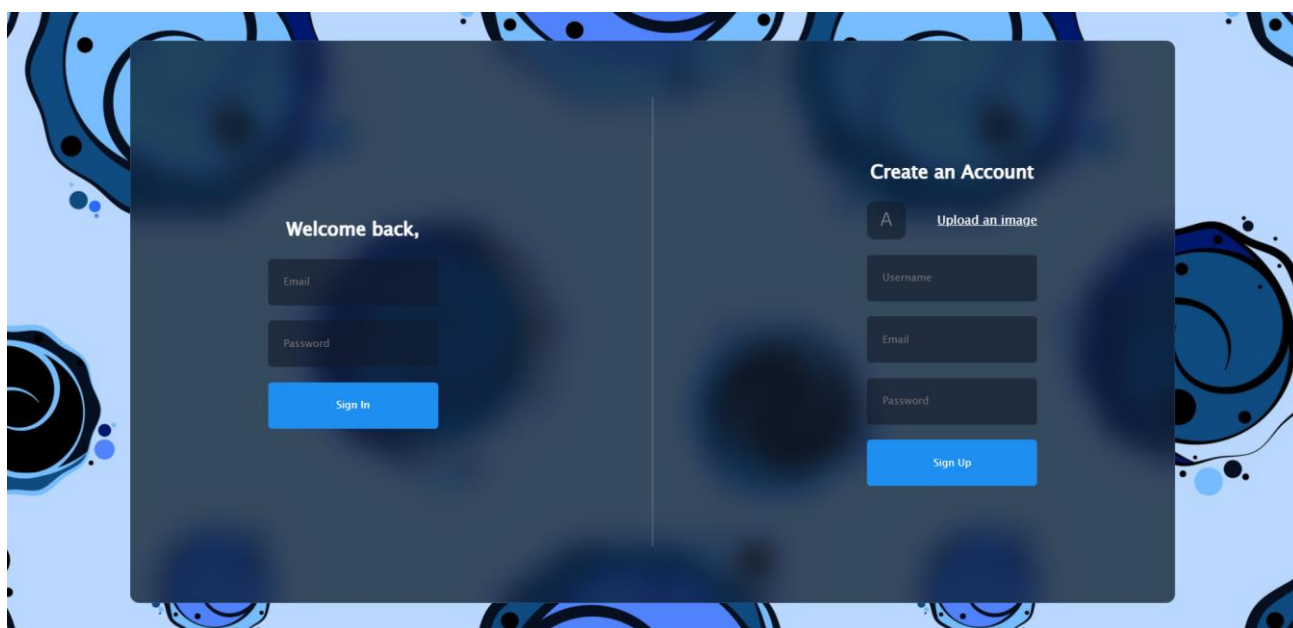 Welcome back,
Email
Password
Sign In
Create an Account
A
Upload an image
Username
Email
Password
Sign Up